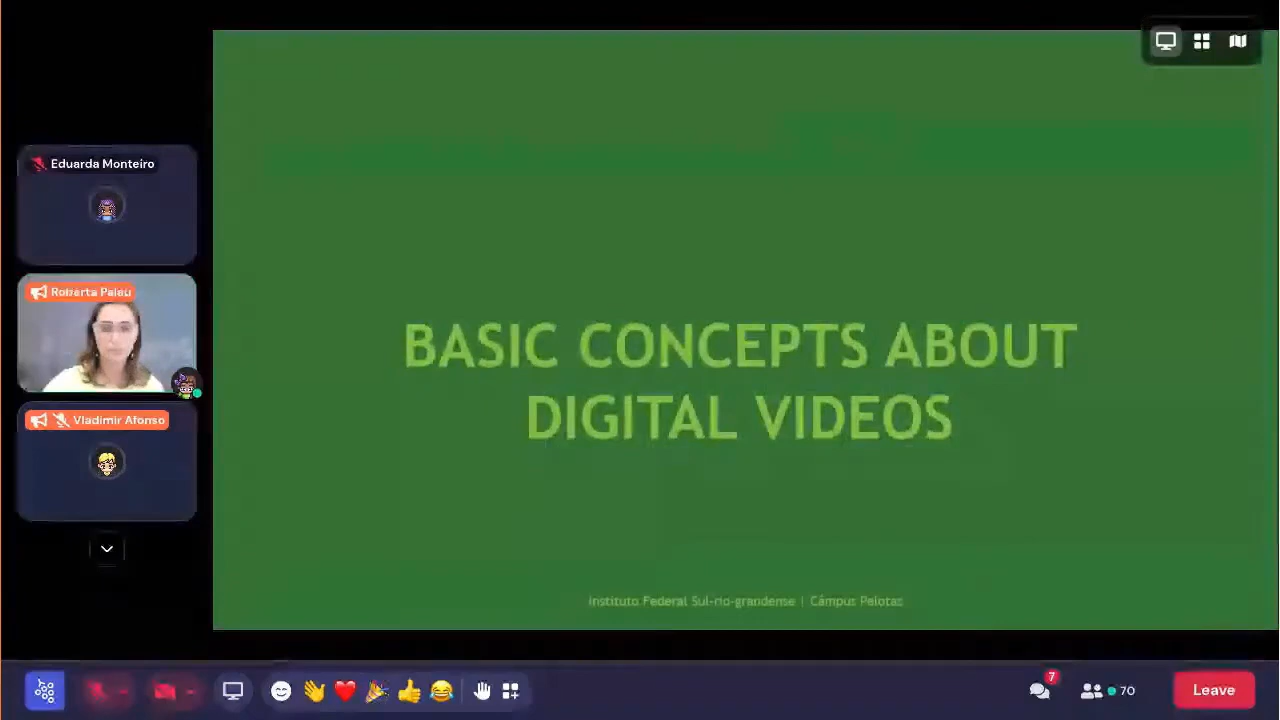 Eduarda Monteiro
Roberta Palau
Vladimir Afonso
BASIC CONCEPTS ABOUT
DIGITAL VIDEOS
Instituto Federal Sul-rio-grandense | Câmpus Pelotas
7
70
Leave